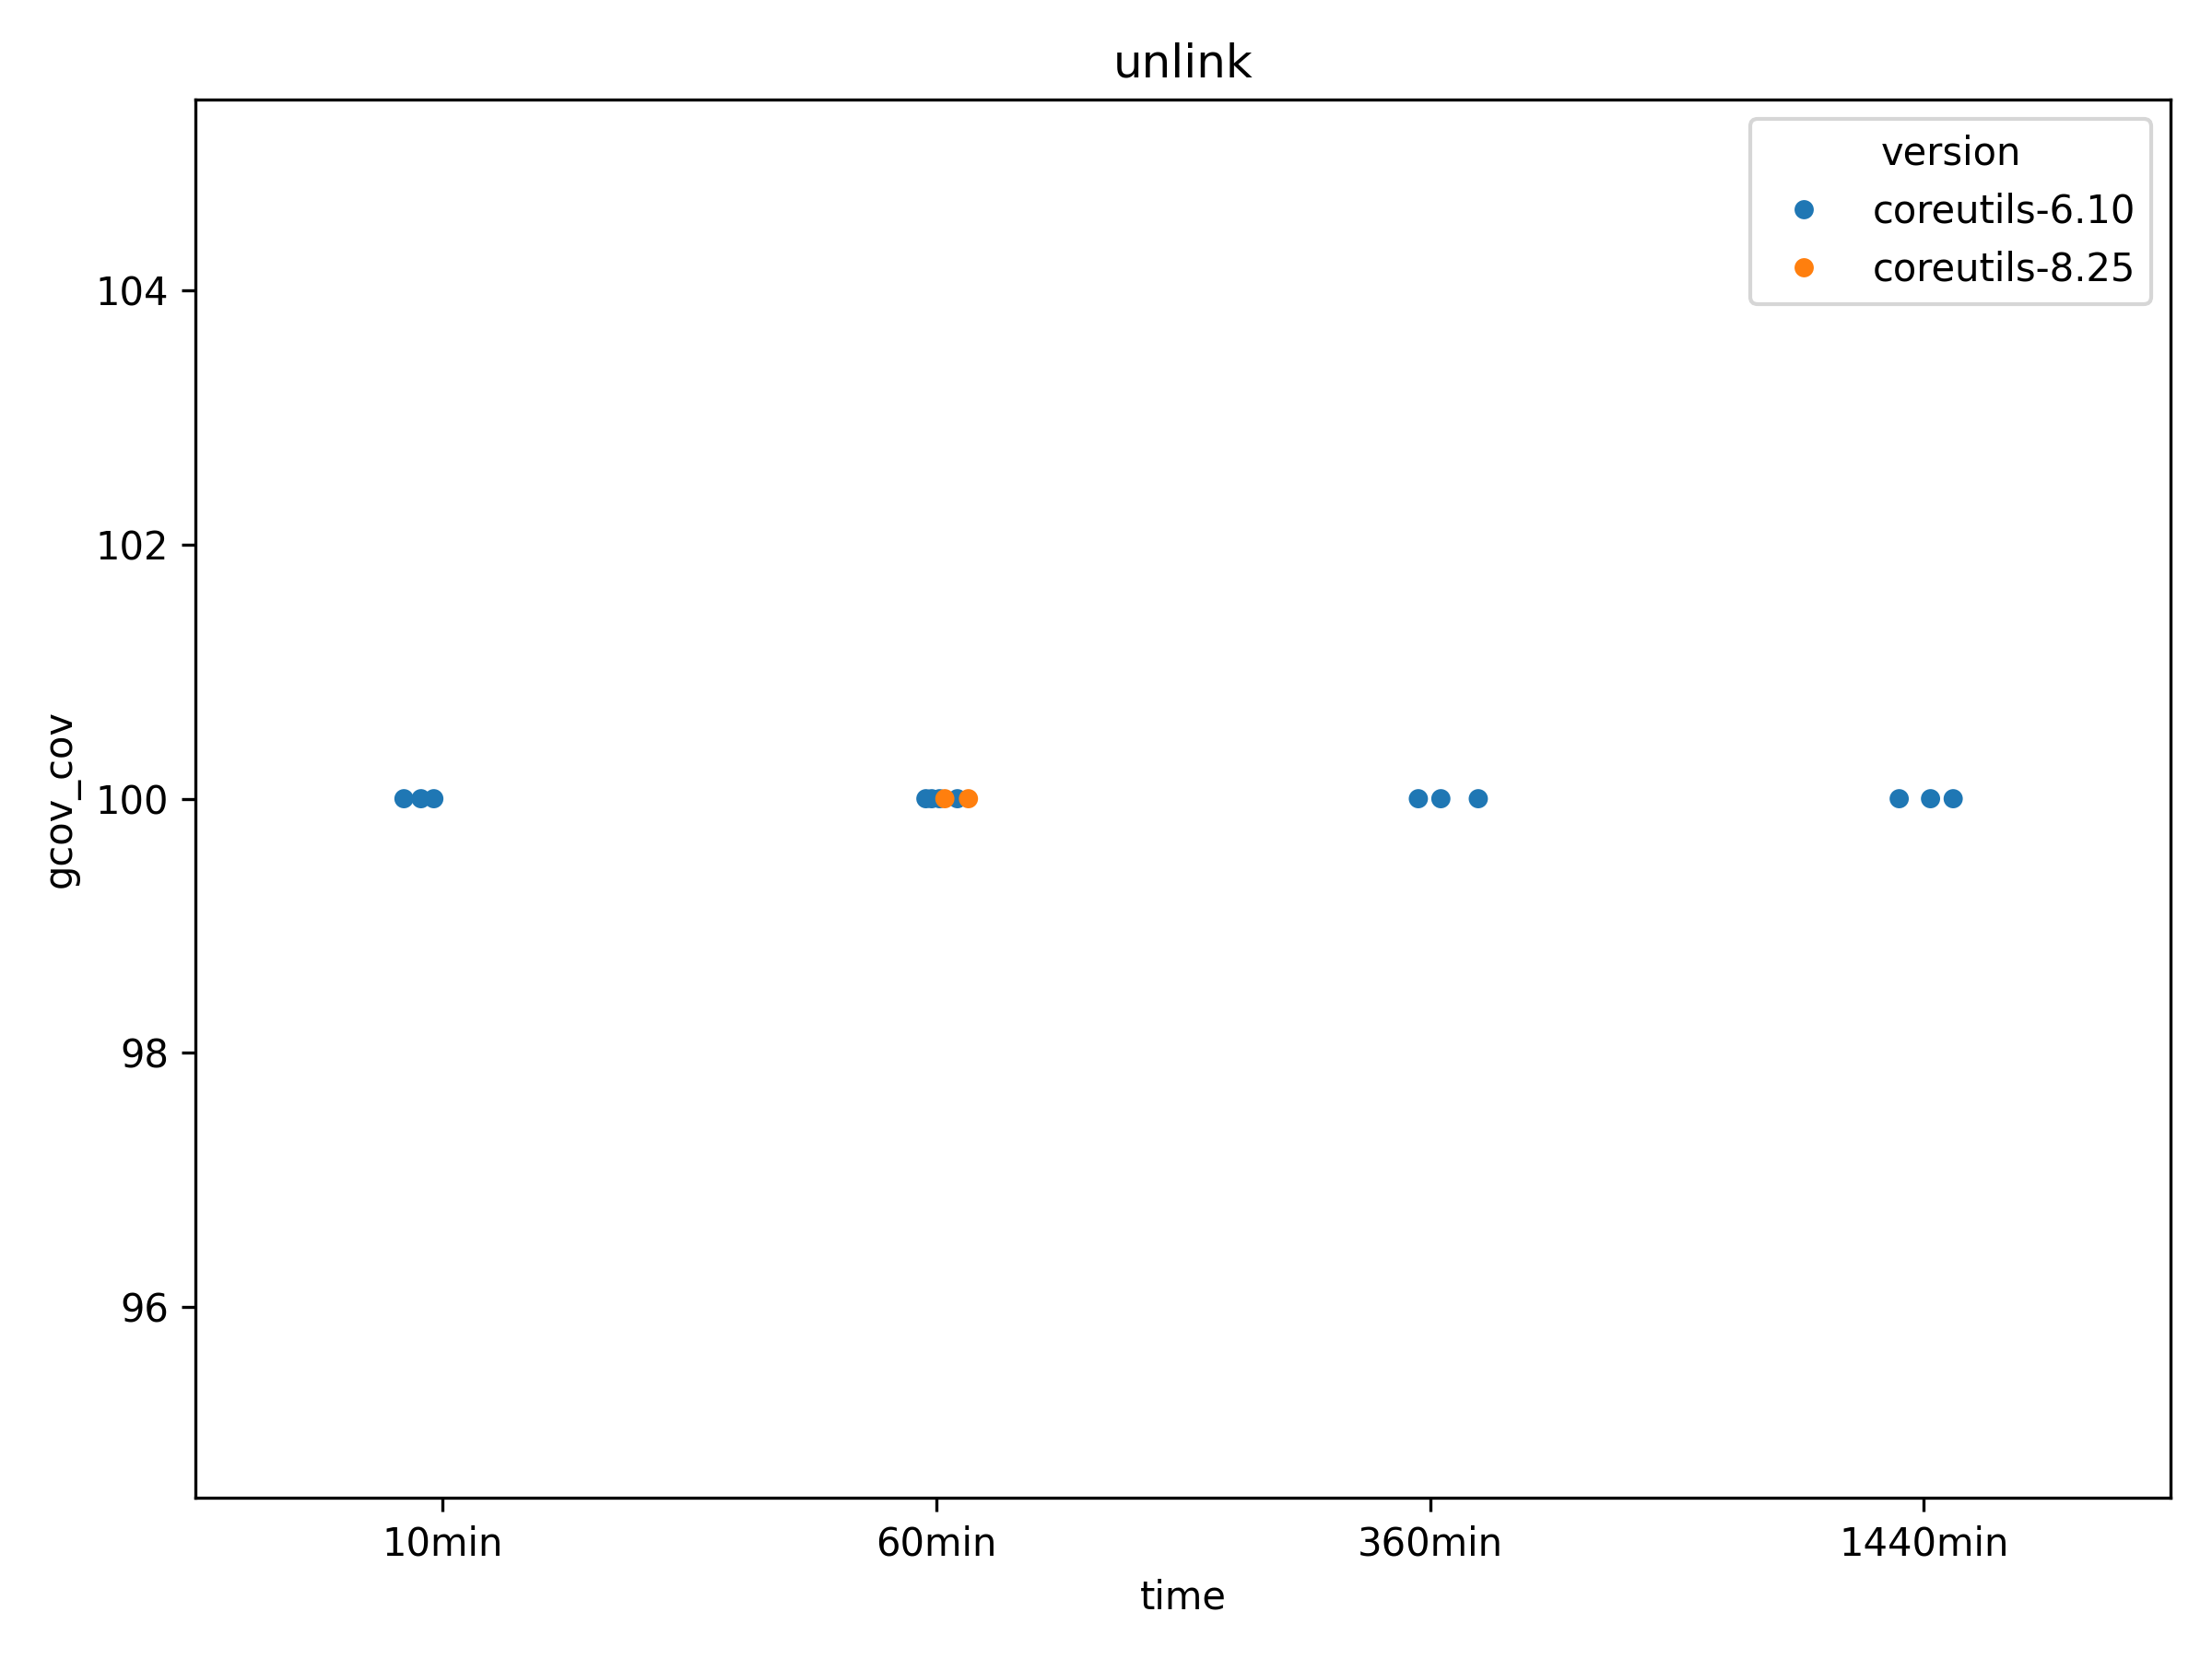 unlink
version
coreutils-6.10
coreutils-8.25
104
102
100
98
96
gcov_cov
10min
60min
360min
1440min
time